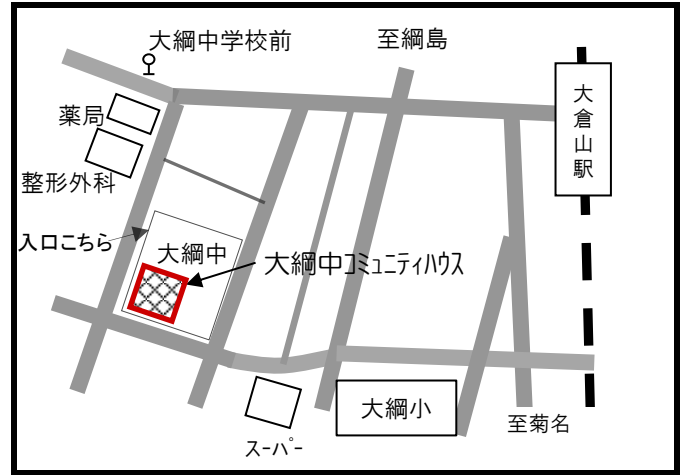 大綱中学校前
至綱島
大倉山駅
薬局
整形外科
入口こちら
大綱中
大綱中ｺﾐｭﾆﾃｨﾊｳｽ
大綱小
至菊名
ｽｰﾊﾟｰ